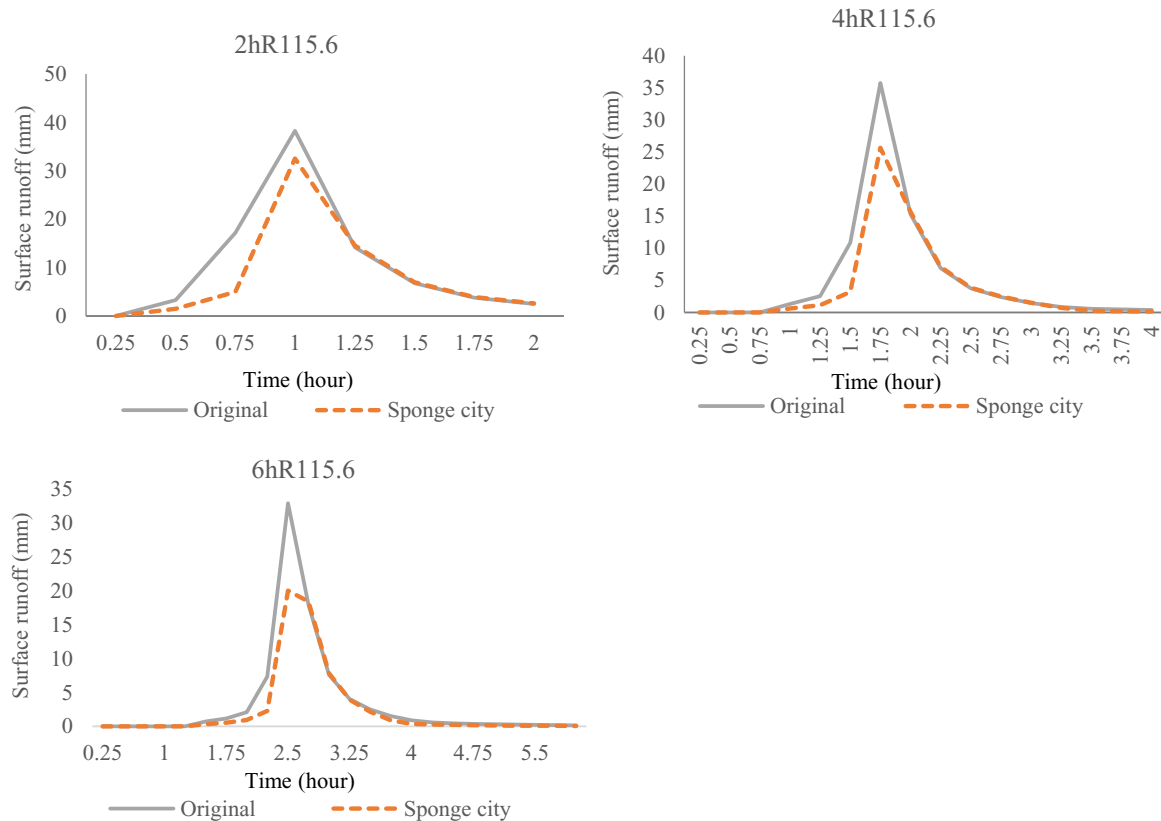 2hR115.6
Surface runoff (mm)
50
40
30
20
10
0
0.25 0.5 0.75 1 1.25 1.5 1.75 2
Time (hour)
Original Sponge city
4hR115.6
Surface runoff (mm)
40
35
30
25
20
15
10
5
0
0.25 0.5 0.75 1 1.25 1.5 1.75 2 2.25 2.5 2.75 3 3.25 3.5 3.75 4
Time (hour)
Original Sponge city
6hR115.6
Surface runoff (mm)
35
30
25
20
15
10
5
0
0.25 1 1.75 2.5 3.25 4 4.75 5.5
Time (hour)
Original Sponge city